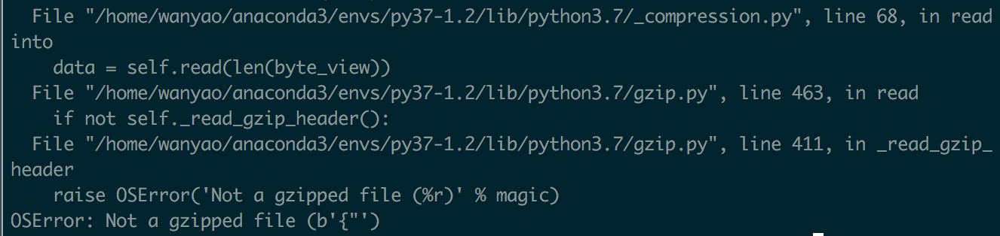 File "/home/wanyao/anaconda3/envs/py37-1.2/lib/python3.7/_compression.py", line 68, in read
into
    data = self.read(len(byte_view))
  File "/home/wanyao/anaconda3/envs/py37-1.2/lib/python3.7/gzip.py", line 463, in read
    if not self._read_gzip_header():
  File "/home/wanyao/anaconda3/envs/py37-1.2/lib/python3.7/gzip.py", line 411, in _read_gzip_
header
    raise OSError('Not a gzipped file (%r)' % magic)
OSError: Not a gzipped file (b'{"')